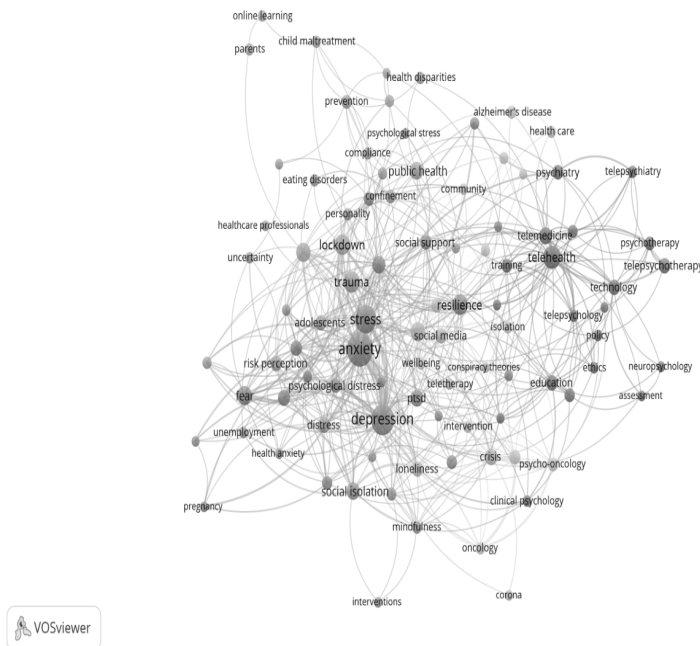 online learning
child maltreatment
parents
health disparities
prevention
alzheimer's disease
psychological stress
health care
compliance
public health
psychiatry
telepsychiatry
eating disorders
community
confinement
personality
healthcare professionals
telemedicine
lockdown
social support
psychotherapy
uncertainty
telehealth
training
telepsychotherapy
trauma
technology
resilience
telepsychology
stress
adolescents
isolation
social media
policy
anxiety
risk perception
wellbeing
conspiracy theories
ethics
neuropsychology
psychological distress
teletherapy
education
fear
ptsd
assessment
depression
distress
intervention
unemployment
health anxiety
crisis
psycho-oncology
loneliness
social isolation
clinical psychology
pregnancy
mindfulness
oncology
interventions
corona
VOSviewer